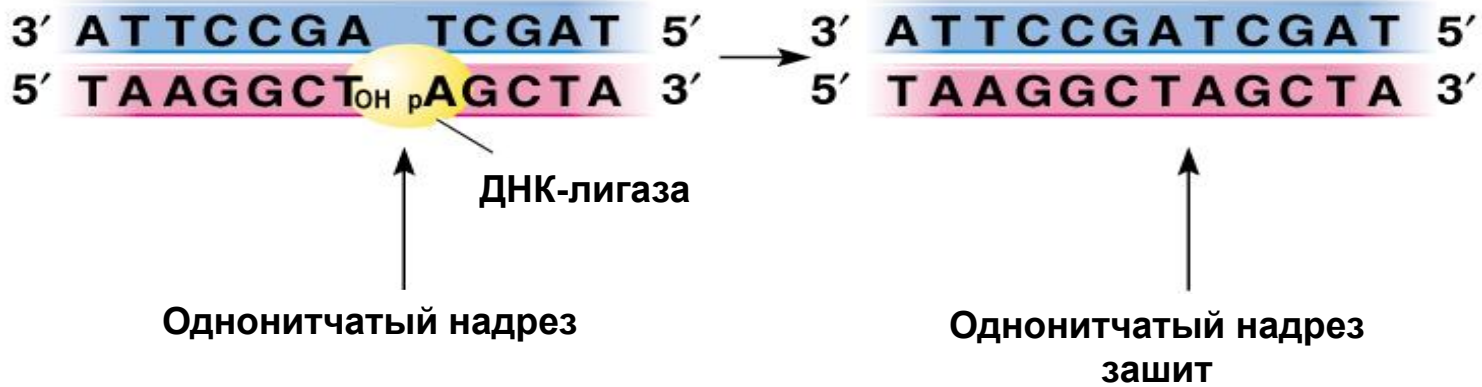 3′ ATTCCGA TCGAT 5′
5′ TAAGGCTOH pAGCTA 3′
ДНК-лигаза
Однонитчатый надрез
3′ ATTCCGATCGAT 5′
5′ TAAGGCTAGCTA 3′
Однонитчатый надрез
зашит